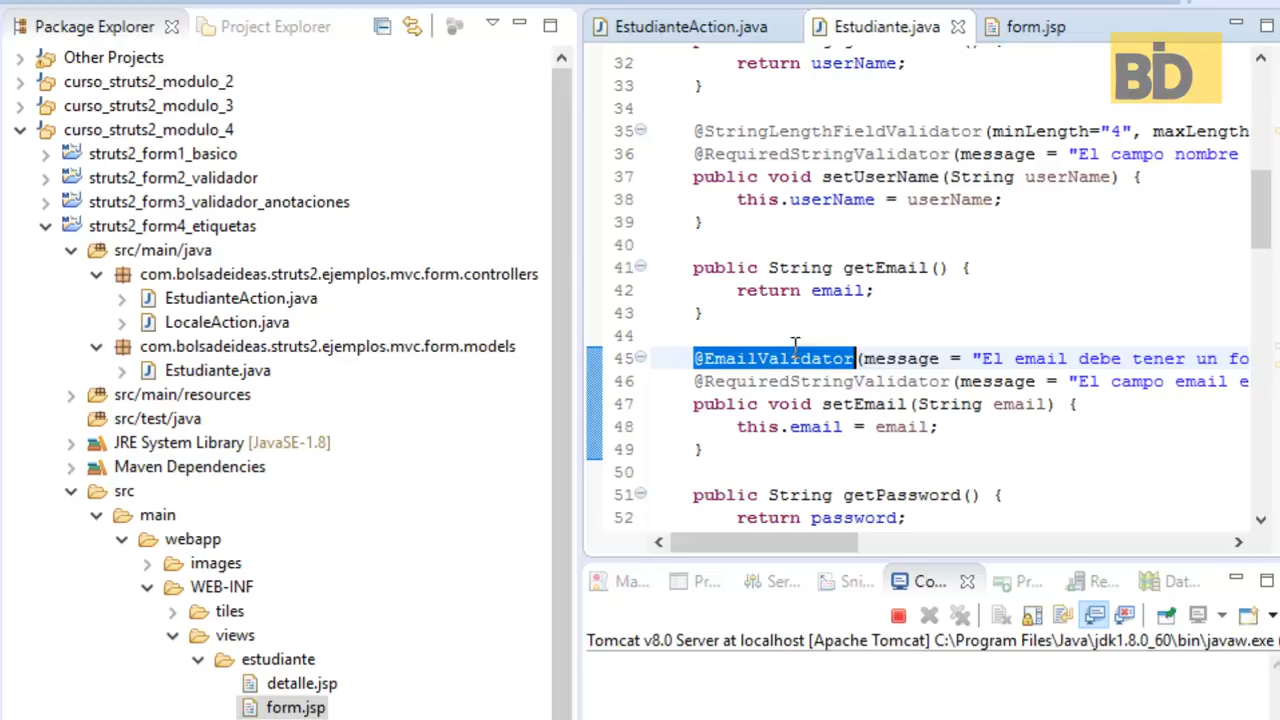 Package Explorer
Project Explorer
Other Projects
curso_struts2_modulo_2
curso_struts2_modulo_3
curso_struts2_modulo_4
struts2_form1_basico
struts2_form2_validador
struts2_form3_validador_anotaciones
struts2_form4_etiquetas
src/main/java
com.bolsadeideas.struts2.ejemplos.mvc.form.controllers
EstudianteAction.java
LocaleAction.java
com.bolsadeideas.struts2.ejemplos.mvc.form.models
Estudiante.java
src/main/resources
src/test/java
JRE System Library [JavaSE-1.8]
Maven Dependencies
src
main
webapp
images
WEB-INF
tiles
views
estudiante
detalle.jsp
form.jsp
EstudianteAction.java
Estudiante.java
form.jsp
BD
32 return userName;
33 }
34
35 @StringLengthFieldValidator(minLength="4", maxLength
36 @RequiredStringValidator(message = "El campo nombre
37 public void setUserName(String userName) {
38 this.userName = userName;
39 }
40
41 public String getEmail() {
42 return email;
43 }
44
45 @EmailValidator(message = "El email debe tener un fo
46 @RequiredStringValidator(message = "El campo email e
47 public void setEmail(String email) {
48 this.email = email;
49 }
50
51 public String getPassword() {
52 return password;
Ma... Pr... Ser... Sni... Co... Pr... Re... Dat...
Tomcat v8.0 Server at localhost [Apache Tomcat] C:\Program Files\Java\jdk1.8.0_60\bin\javaw.exe (